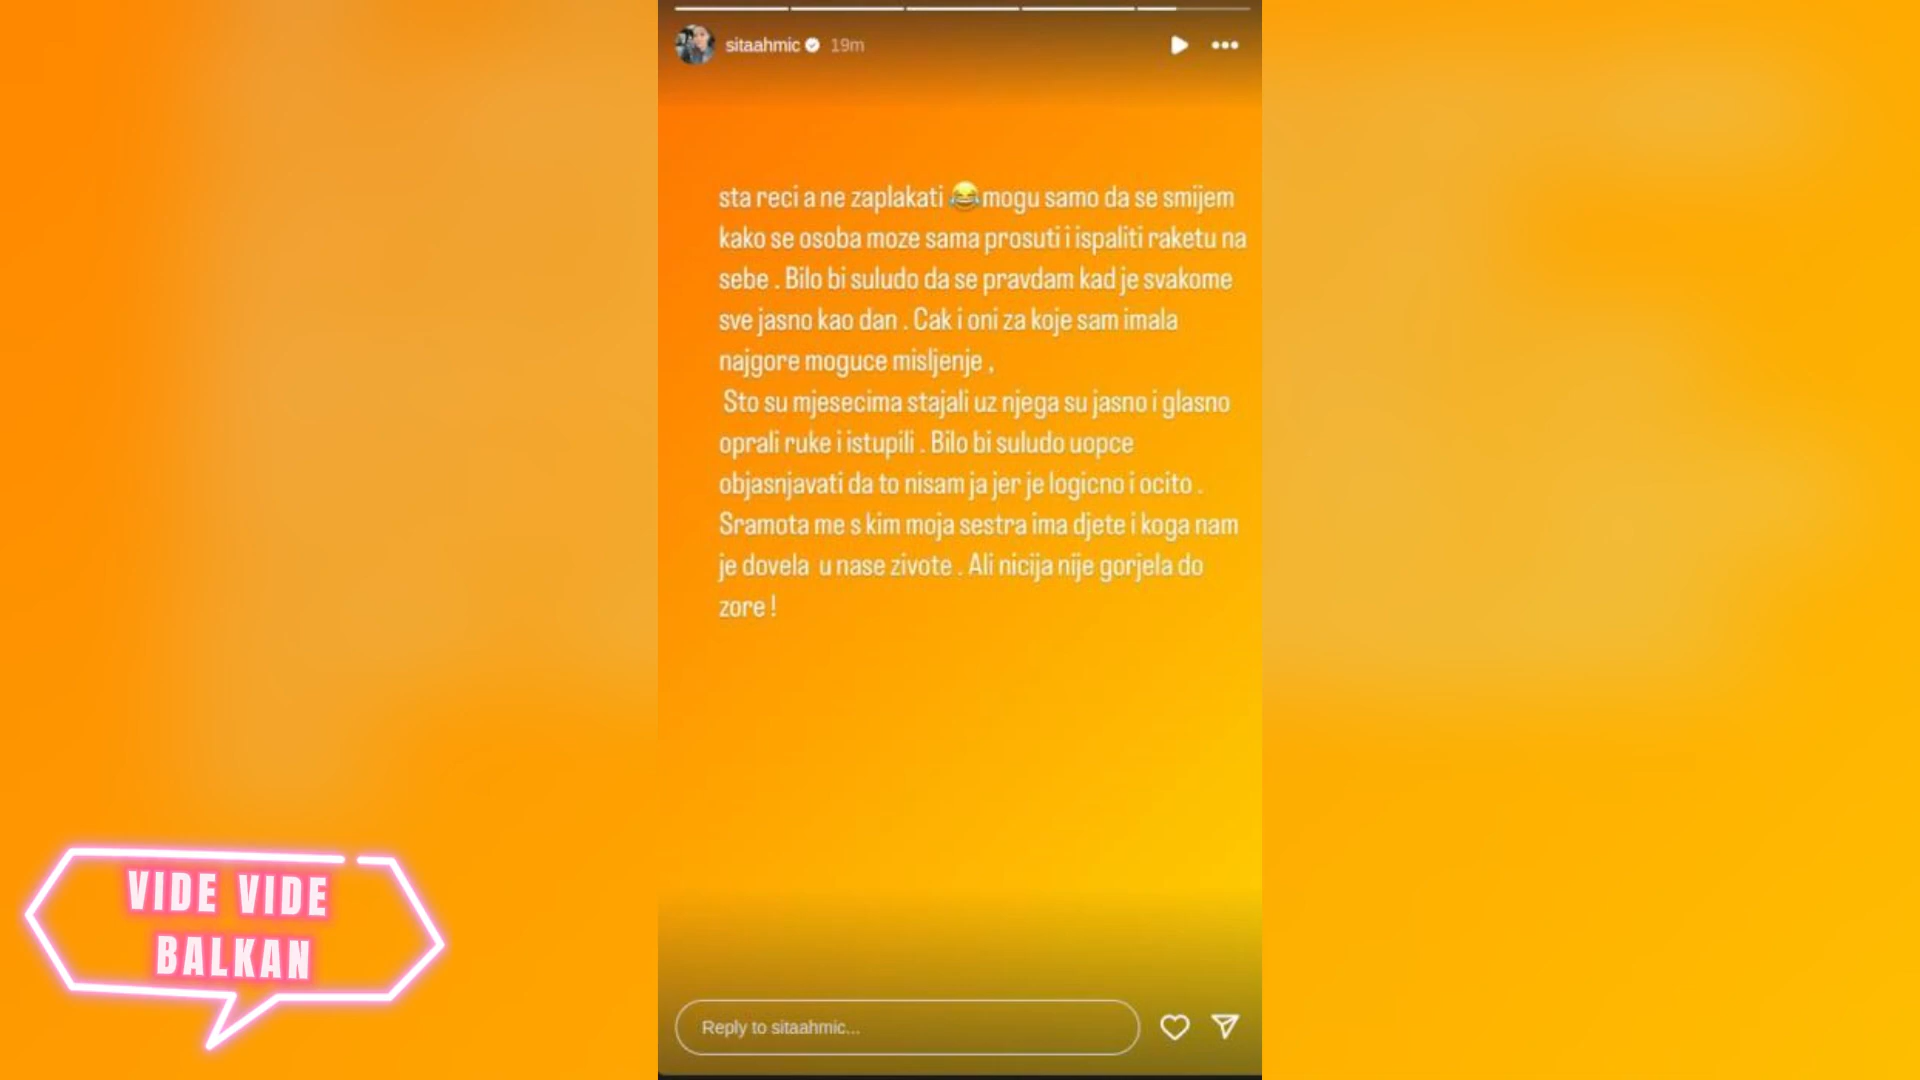 sitaahmic 19m
sta reci a ne zaplakati 😂mogu samo da se smijem
kako se osoba moze sama prosuti i ispaliti raketu na
sebe . Bilo bi suludo da se pravdam kad je svakome
sve jasno kao dan . Cak i oni za koje sam imala
najgore moguce misljenje ,
Sto su mjesecima stajali uz njega su jasno i glasno
oprali ruke i istupili . Bilo bi suludo uopce
objasnjavati da to nisam ja jer je logicno i ocito .
Sramota me s kim moja sestra ima djete i koga nam
je dovela u nase zivote . Ali nicija nije gorjela do
zore !
VIDE VIDE
BALKAN
Reply to sitaahmic...